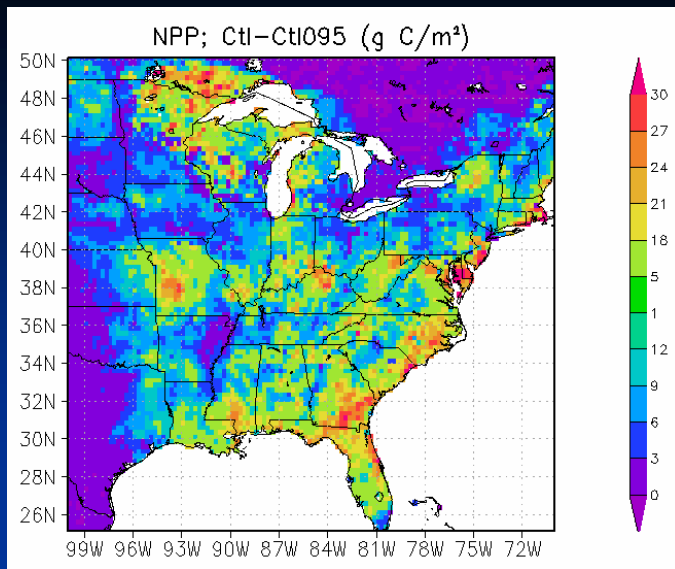 NPP; Ctl-Ctl095 (g C/m²)
50N
48N
46N
44N
42N
40N
38N
36N
34N
32N
30N
28N
26N
99W 96W 93W 90W 87W 84W 81W 78W 75W 72W
30
27
24
21
18
5
1
12
9
6
3
0